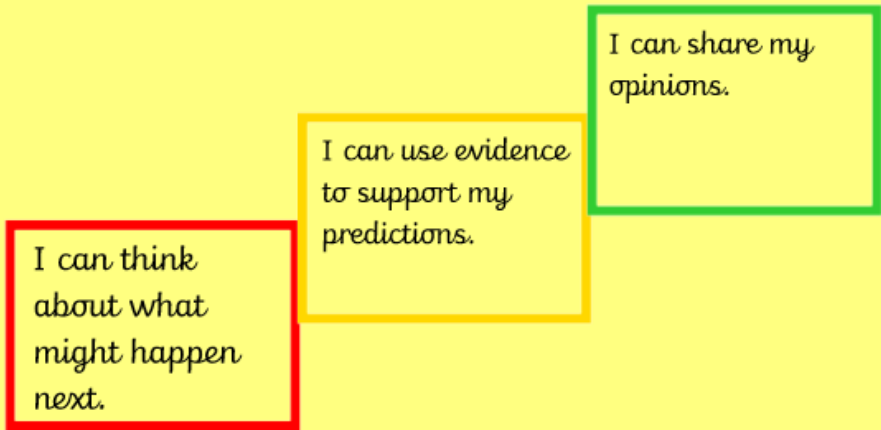 I can think
about what
might happen
next.
I can use evidence
to support my
predictions.
I can share my
opinions.